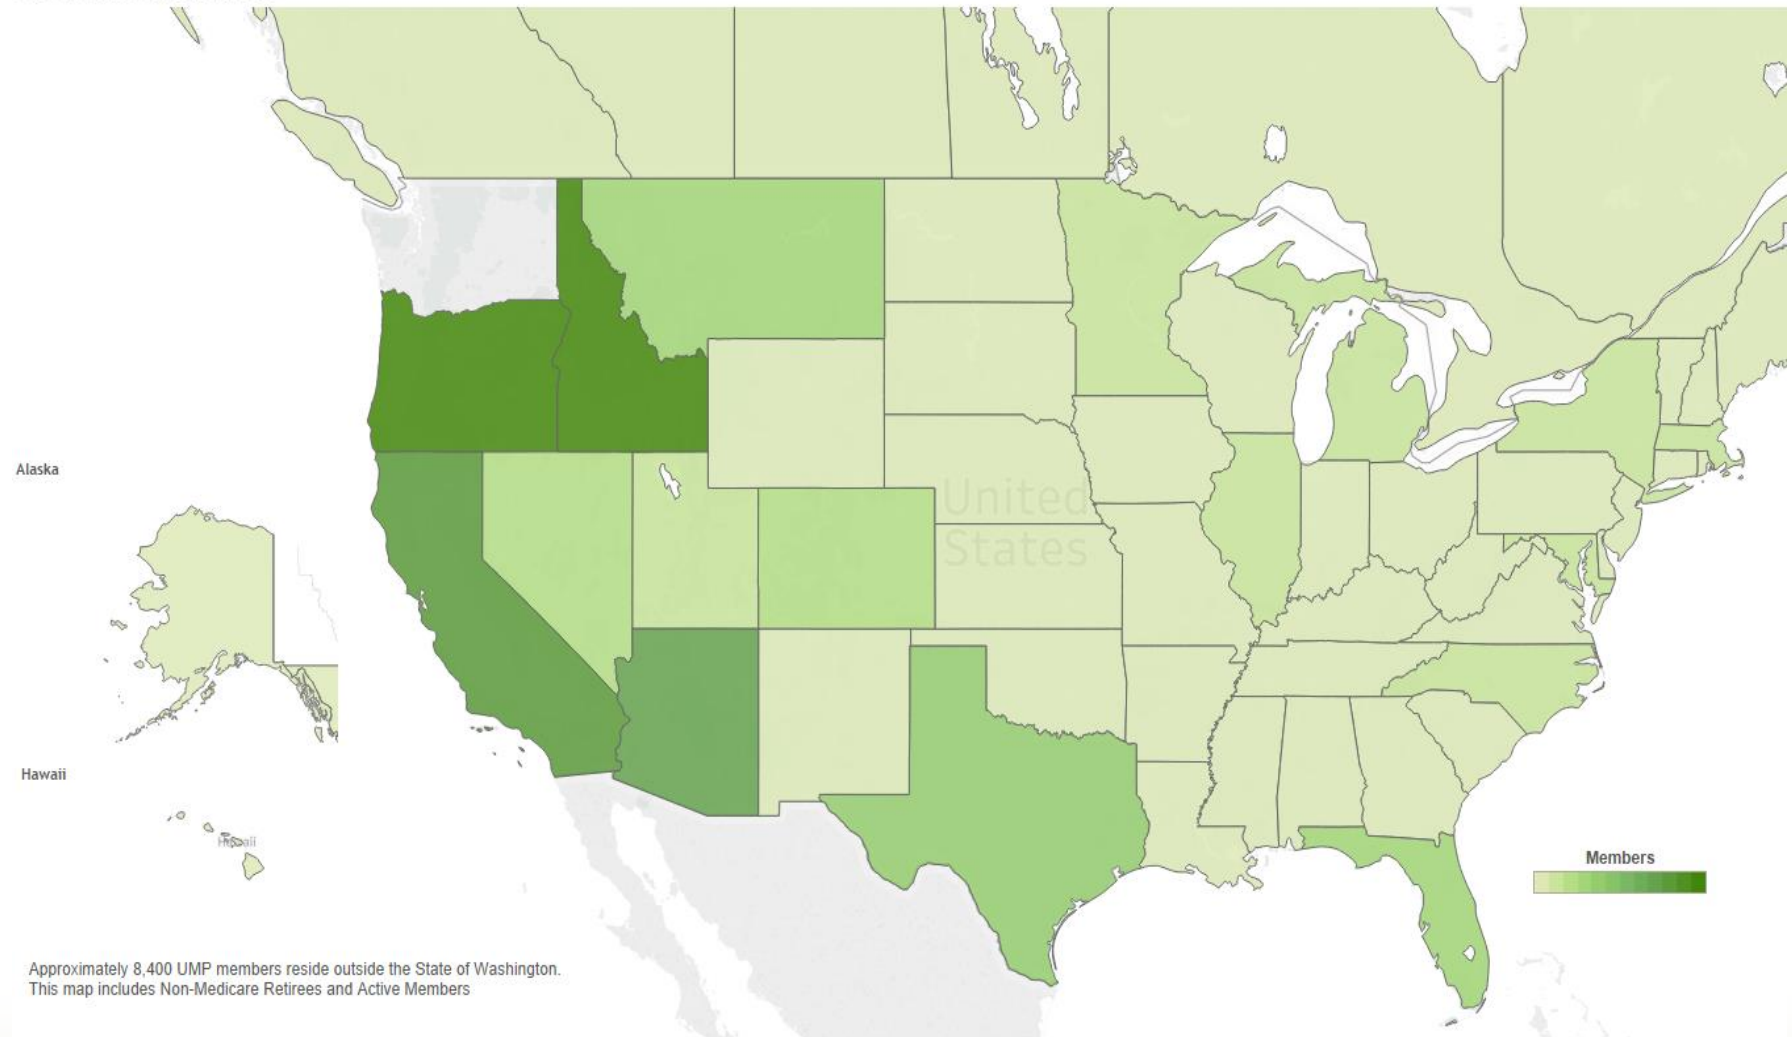 Alaska
United
States
Hawaii
Hawaii
Members
Approximately 8,400 UMP members reside outside the State of Washington.
This map includes Non-Medicare Retirees and Active Members